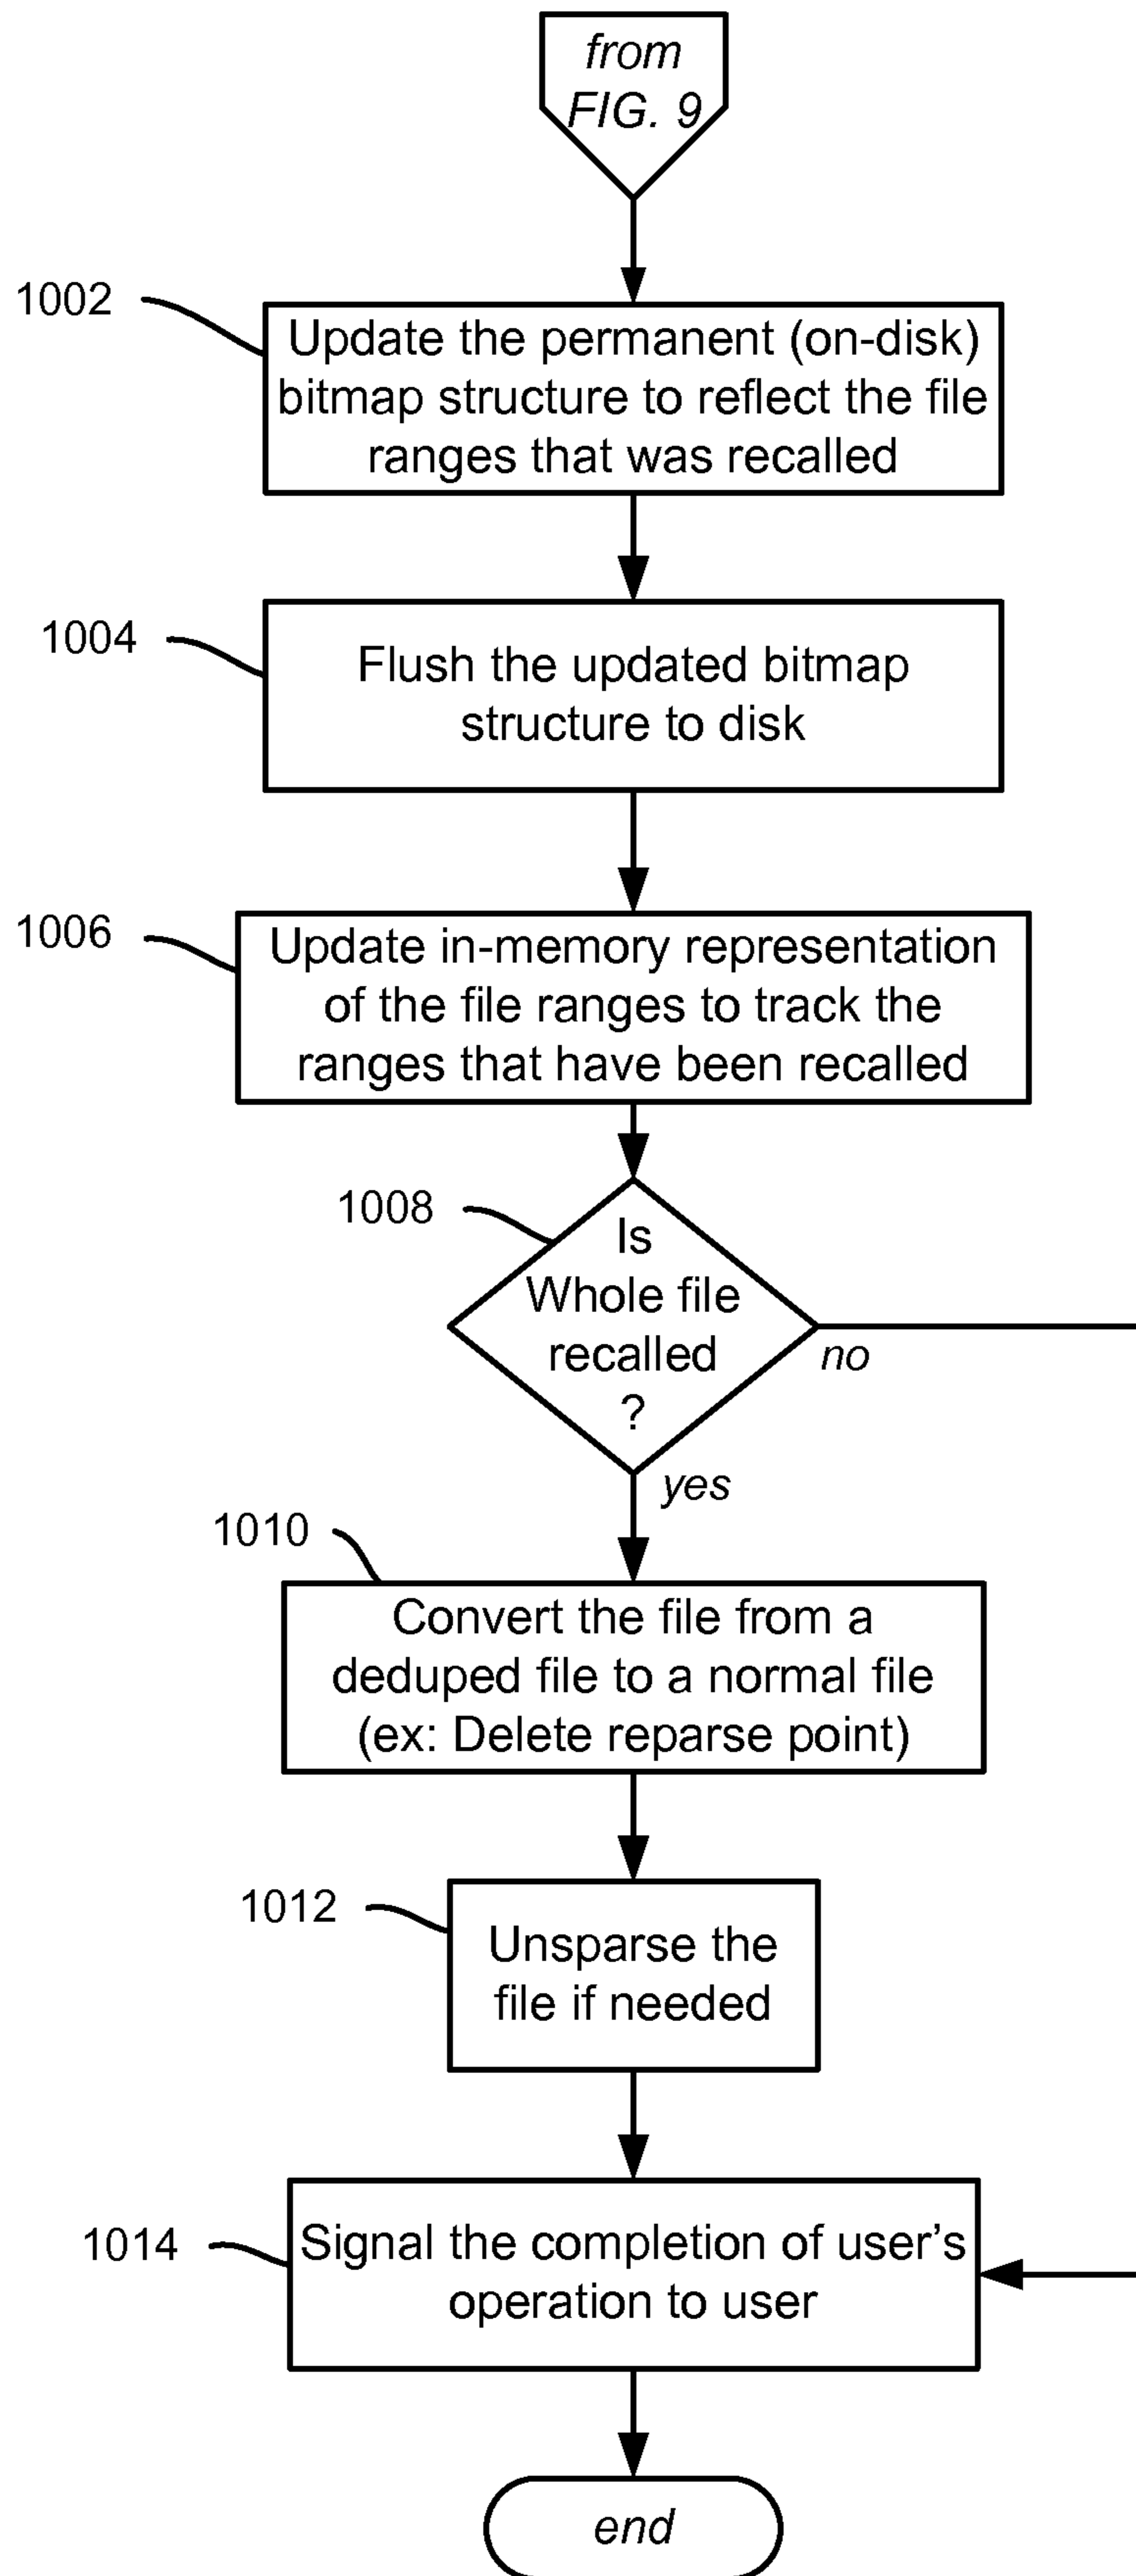 from
FIG. 9
1002
Update the permanent (on-disk)
bitmap structure to reflect the file
ranges that was recalled
1004
Flush the updated bitmap
structure to disk
1006
Update in-memory representation
of the file ranges to track the
ranges that have been recalled
1008
Is
Whole file
recalled
?
no
yes
1010
Convert the file from a
deduped file to a normal file
(ex: Delete reparse point)
1012
Unsparse the
file if needed
1014
Signal the completion of user's
operation to user
end